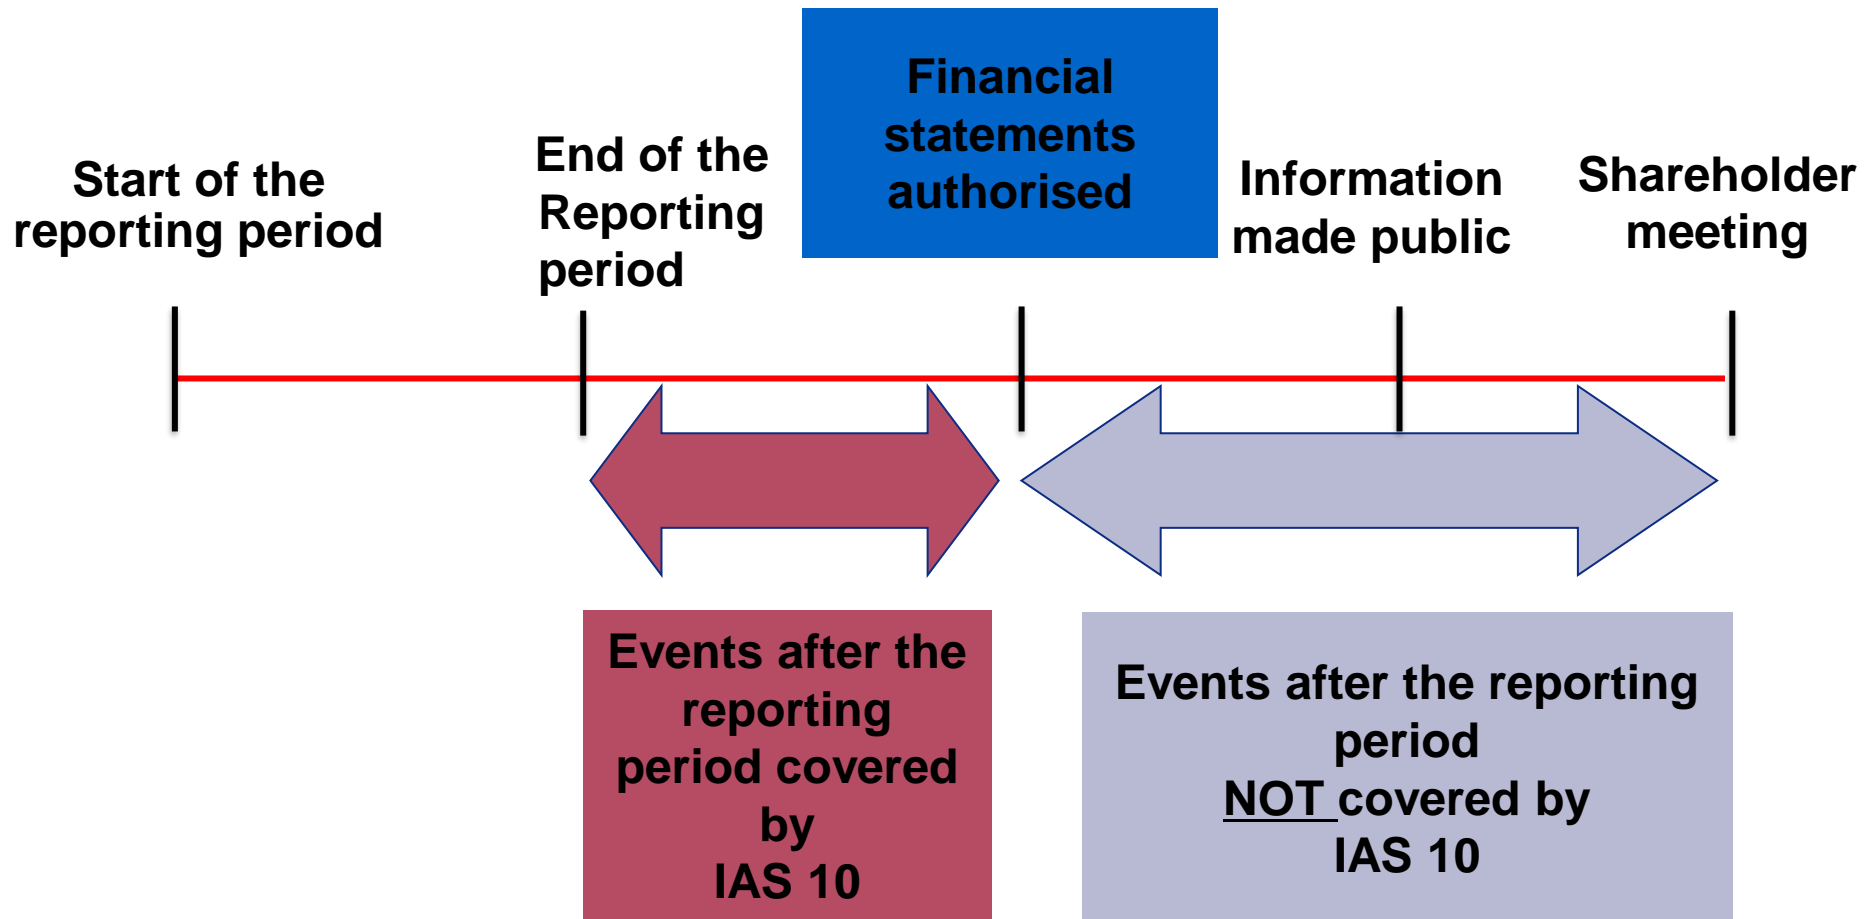 Start of the
reporting period
End of the
Reporting
period
Financial
statements
authorised
Information
made public
Shareholder
meeting
Events after the
reporting
period covered
by
IAS 10
Events after the reporting
period
NOT covered by
IAS 10